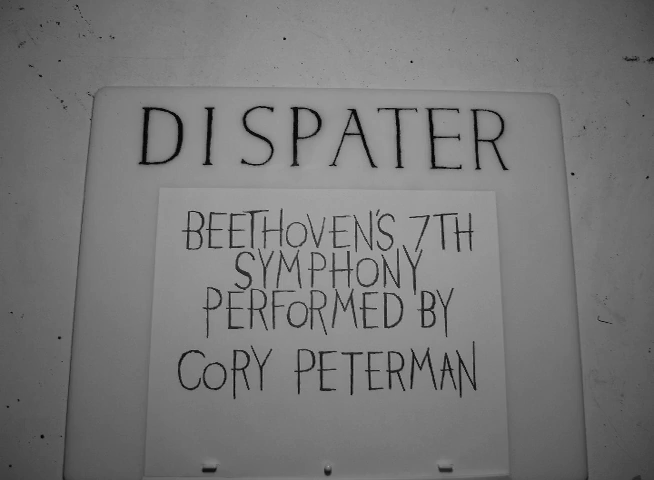 DISPATER
BEETHOVEN'S 7TH
SYMPHONY
PERFORMED BY
CORY PETERMAN